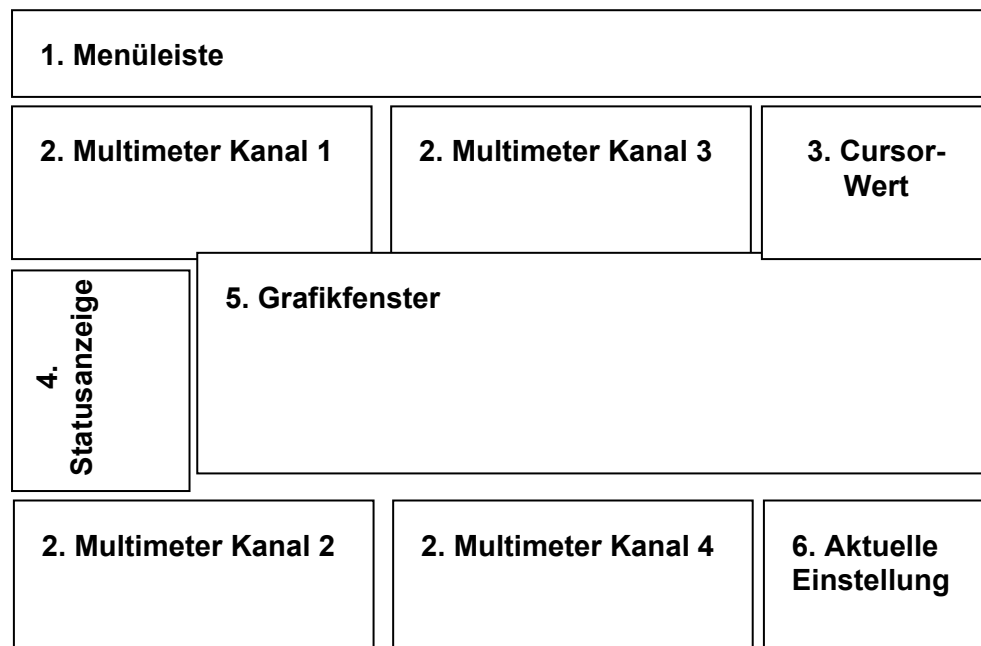 1. Menüleiste
2. Multimeter Kanal 1
2. Multimeter Kanal 3
3. Cursor-
Wert
4.
Statusanzeige
5. Grafikfenster
2. Multimeter Kanal 2
2. Multimeter Kanal 4
6. Aktuelle
Einstellung